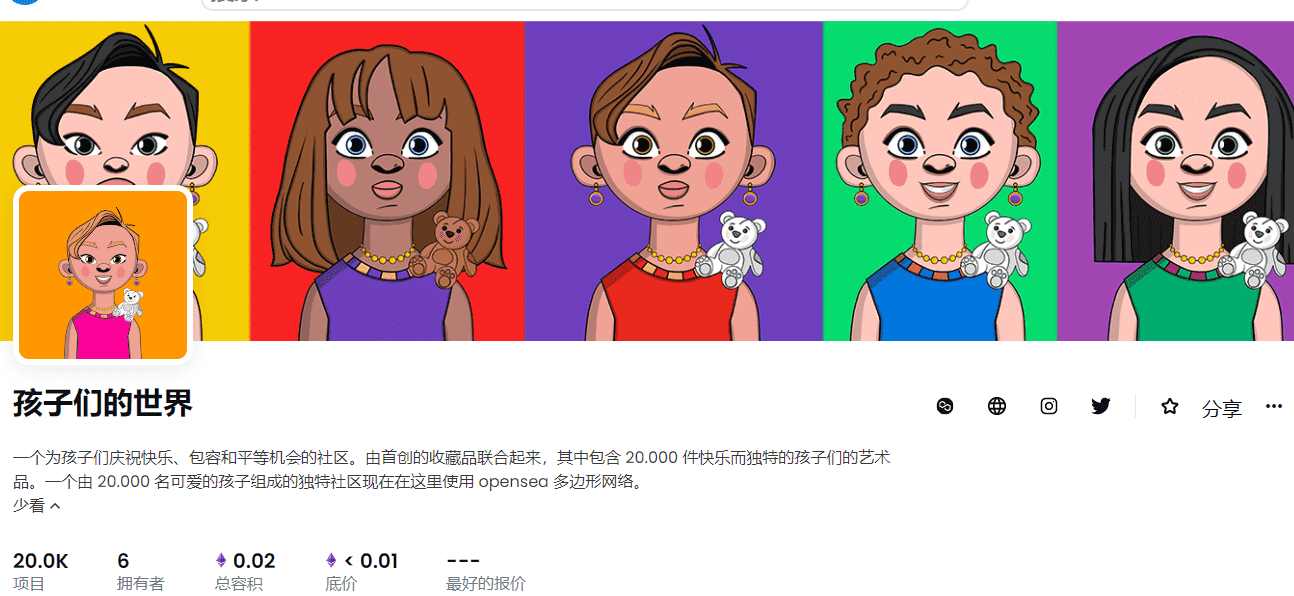 孩子们的世界
分享
一个为孩子们庆祝快乐、包容和平等机会的社区。由首创的收藏品联合起来，其中包含 20.000 件快乐而独特的孩子们的艺术
品。一个由 20.000 名可爱的孩子组成的独特社区现在在这里使用 opensea 多边形网络。
少看
20.0K 6 0.02 < 0.01 ---
项目 拥有者 总容积 底价 最好的报价